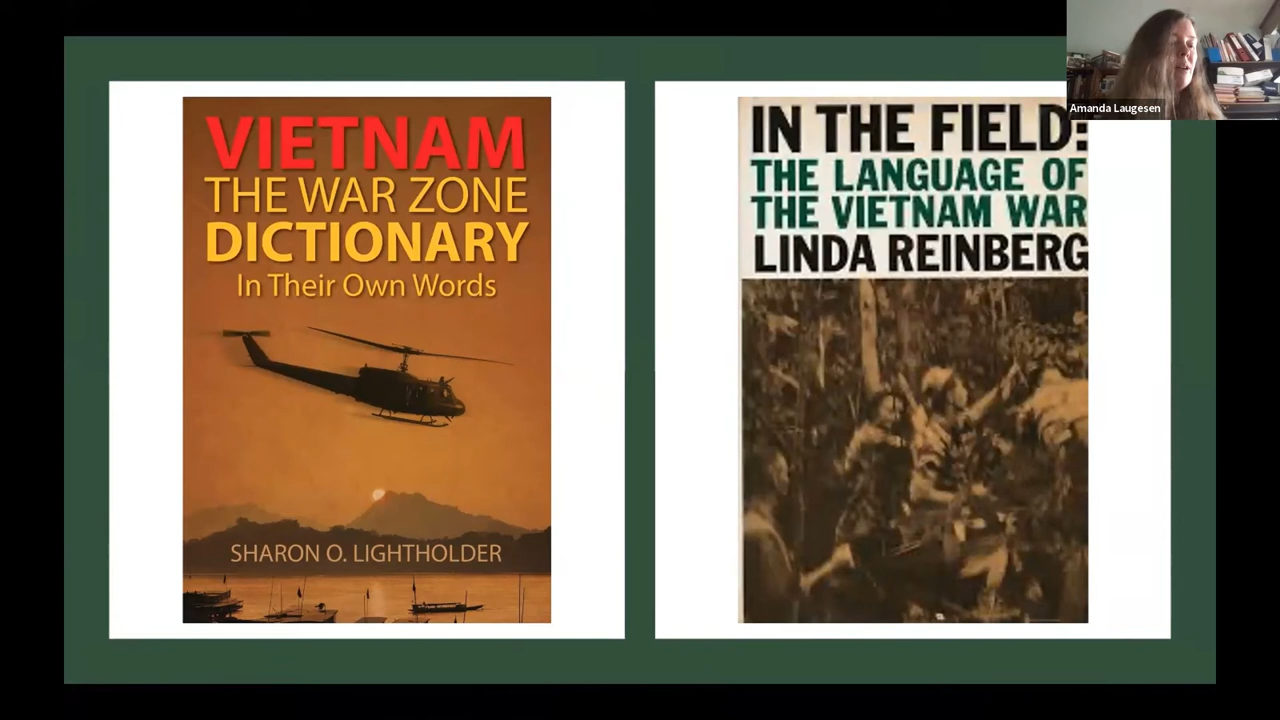 VIETNAM
THE WAR ZONE
DICTIONARY
In Their Own Words
SHARON O. LIGHTHOLDER
IN THE FIELD:
THE LANGUAGE OF
THE VIETNAM WAR
LINDA REINBERG
Amanda Laugesen